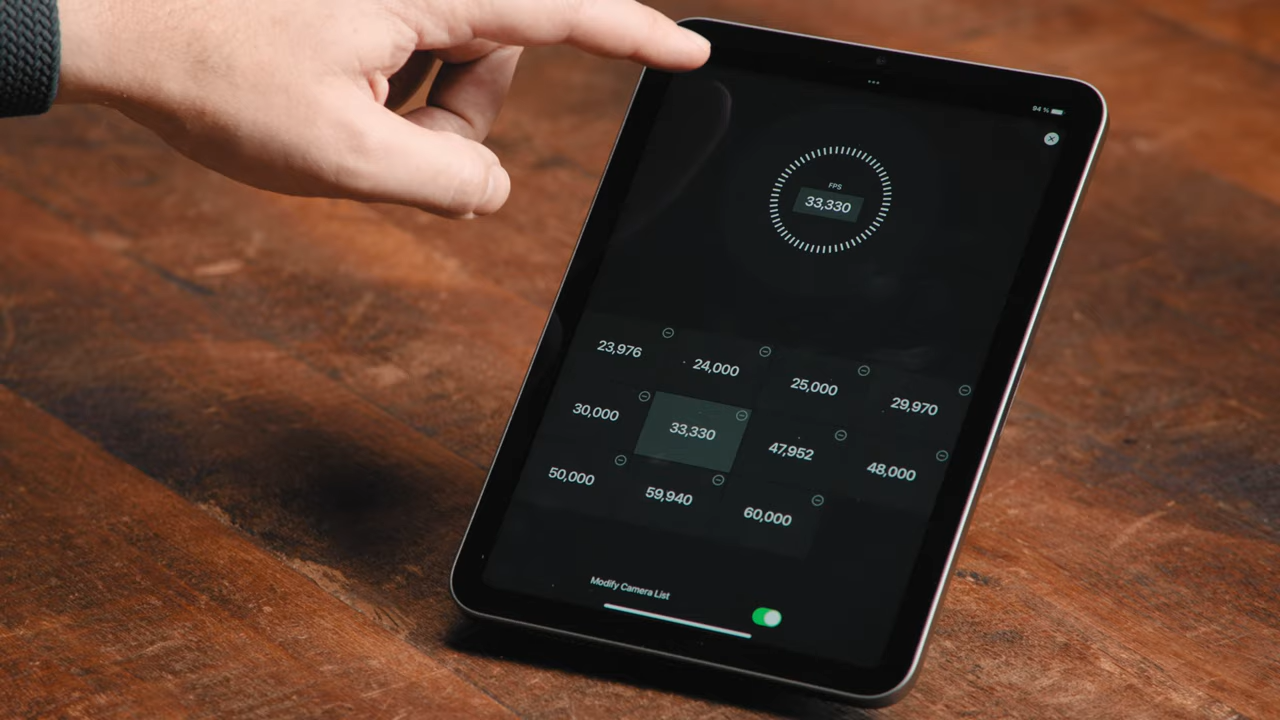 94 %
FPS
33,330
23,976 24,000 25,000 29,970
30,000 33,330 47,952 48,000
50,000 59,940 60,000
Modify Camera List